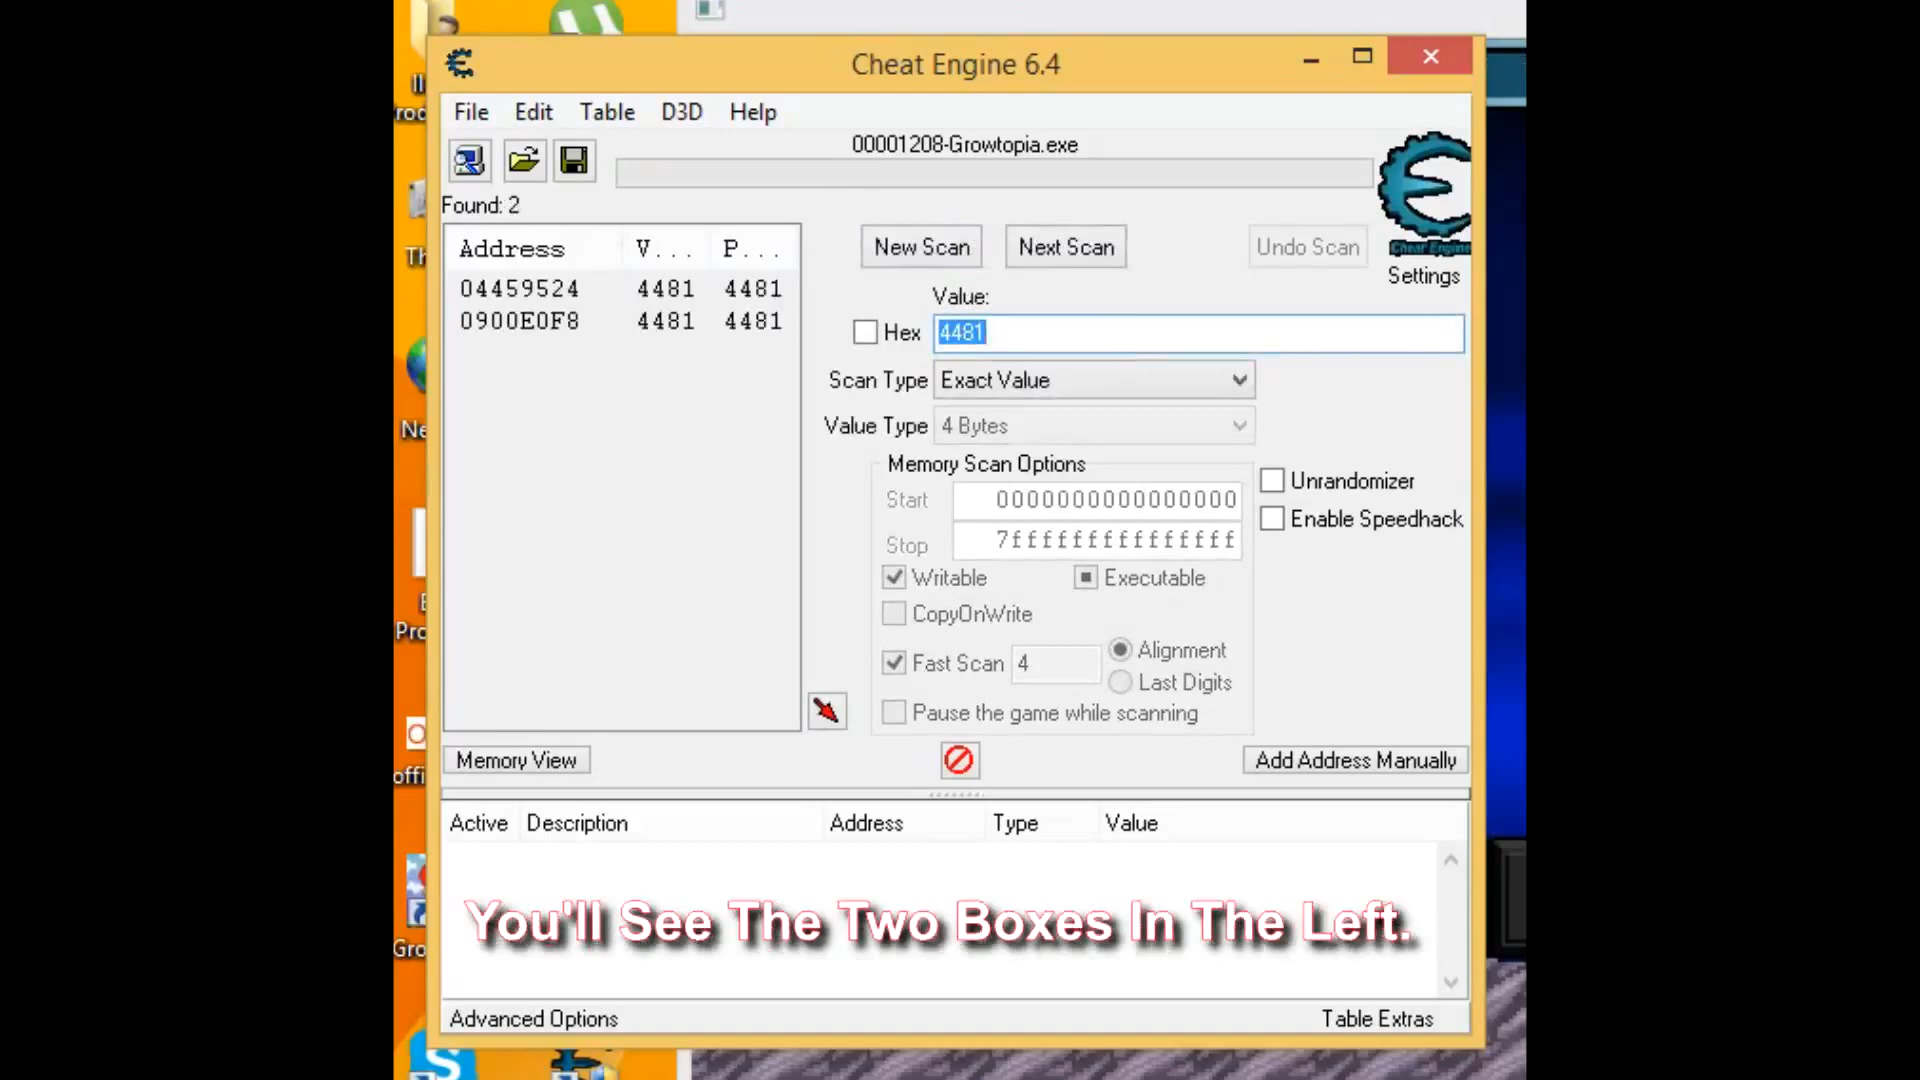 Cheat Engine 6.4
File Edit Table D3D Help
00001208-Growtopia.exe
Found: 2
Address V... P...
04459524 4481 4481
0900E0F8 4481 4481
New Scan Next Scan Undo Scan
Cheat Engine
Settings
Value:
Hex 4481
Scan Type Exact Value
Value Type 4 Bytes
Memory Scan Options
Start 0000000000000000
Stop 7fffffffffffffff
Unrandomizer
Enable Speedhack
Writable Executable
CopyOnWrite
Fast Scan 4 Alignment
Last Digits
Pause the game while scanning
Memory View Add Address Manually
Active Description Address Type Value
You'll See The Two Boxes In The Left.
Advanced Options Table Extras